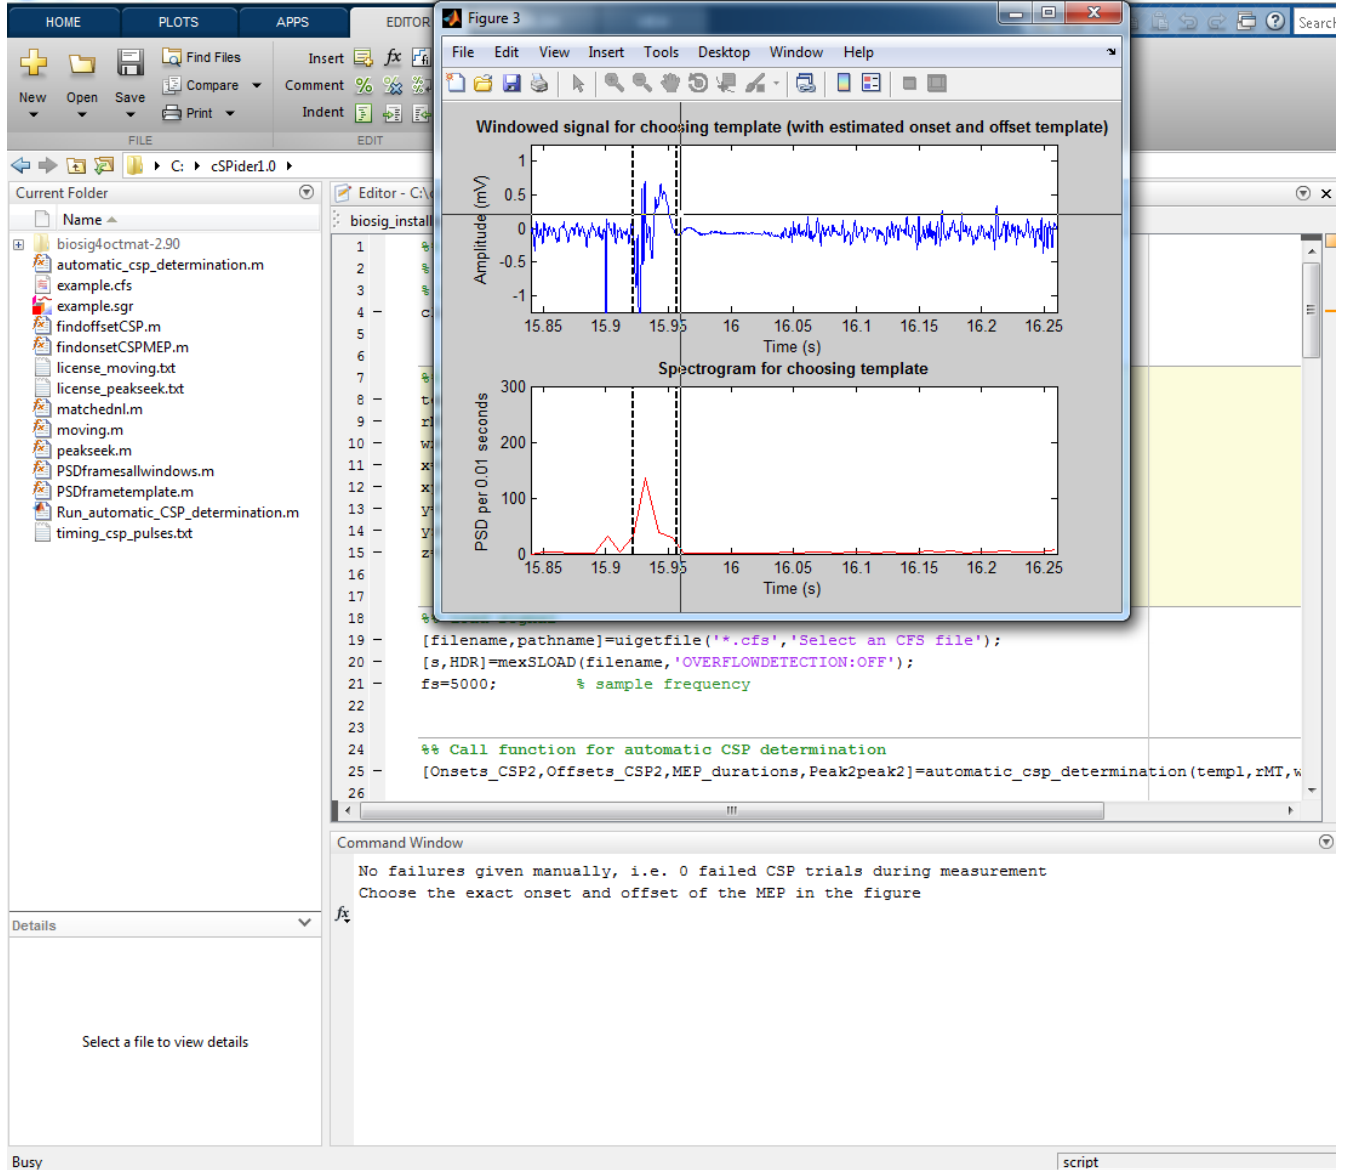 HOME PLOTS APPS EDITOR
Figure 3
Search
File Edit View Insert Tools Desktop Window Help
New Open Save
Find Files
Compare
Print
Insert
Comment
Indent
FILE EDIT
C: cSPider1.0
Current Folder
Name
biosig4octmat-2.90
automatic_csp_determination.m
example.cfs
example.sgr
findoffsetCSP.m
findonsetCSPMEP.m
license_moving.txt
license_peakseek.txt
matchednl.m
moving.m
peakseek.m
PSDframesallwindows.m
PSDframetemplate.m
Run_automatic_CSP_determination.m
timing_csp_pulses.txt
Details
Select a file to view details
Busy
Editor - C:\
biosig_install
Windowed signal for choosing template (with estimated onset and offset template)
Amplitude (mV)
1
0.5
0
-0.5
-1
15.85 15.9 15.95 16 16.05 16.1 16.15 16.2 16.25
Time (s)
Spectrogram for choosing template
PSD per 0.01 seconds
300
200
100
0
15.85 15.9 15.95 16 16.05 16.1 16.15 16.2 16.25
Time (s)
1
2
3
4
5
6
7
8
9
10
11
12
13
14
15
16
17
18
19 [filename,pathname]=uigetfile('*.cfs','Select an CFS file');
20 [s,HDR]=mexSLOAD(filename,'OVERFLOWDETECTION:OFF');
21 fs=5000; % sample frequency
22
23
24 %% Call function for automatic CSP determination
25 [Onsets_CSP2,Offsets_CSP2,MEP_durations,Peak2peak2]=automatic_csp_determination(templ,rMT,w
26
Command Window
No failures given manually, i.e. 0 failed CSP trials during measurement
Choose the exact onset and offset of the MEP in the figure
fx
script